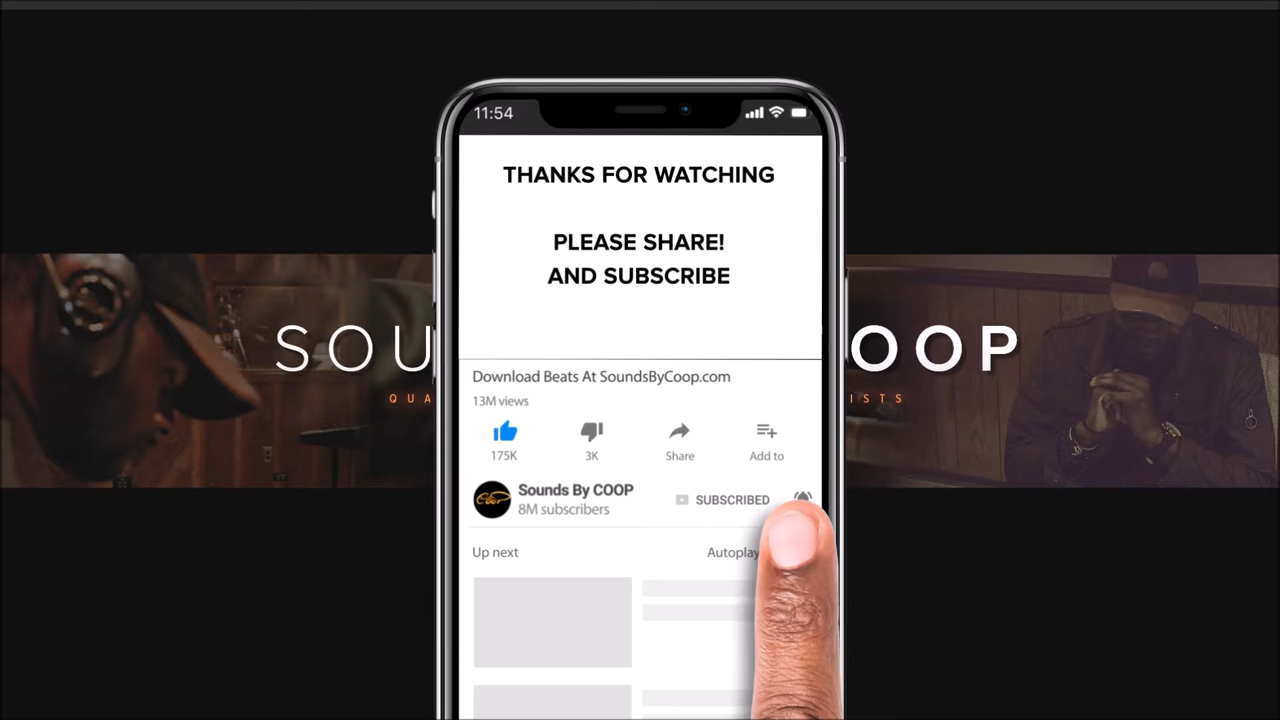 11:54
THANKS FOR WATCHING
PLEASE SHARE!
AND SUBSCRIBE
SOU
OOP
Download Beats At SoundsByCoop.com
QUA
ISTS
13M views
175K
3K
Share
Add to
Sounds By COOP
8M subscribers
SUBSCRIBED
Coop
Up next
Autoplay